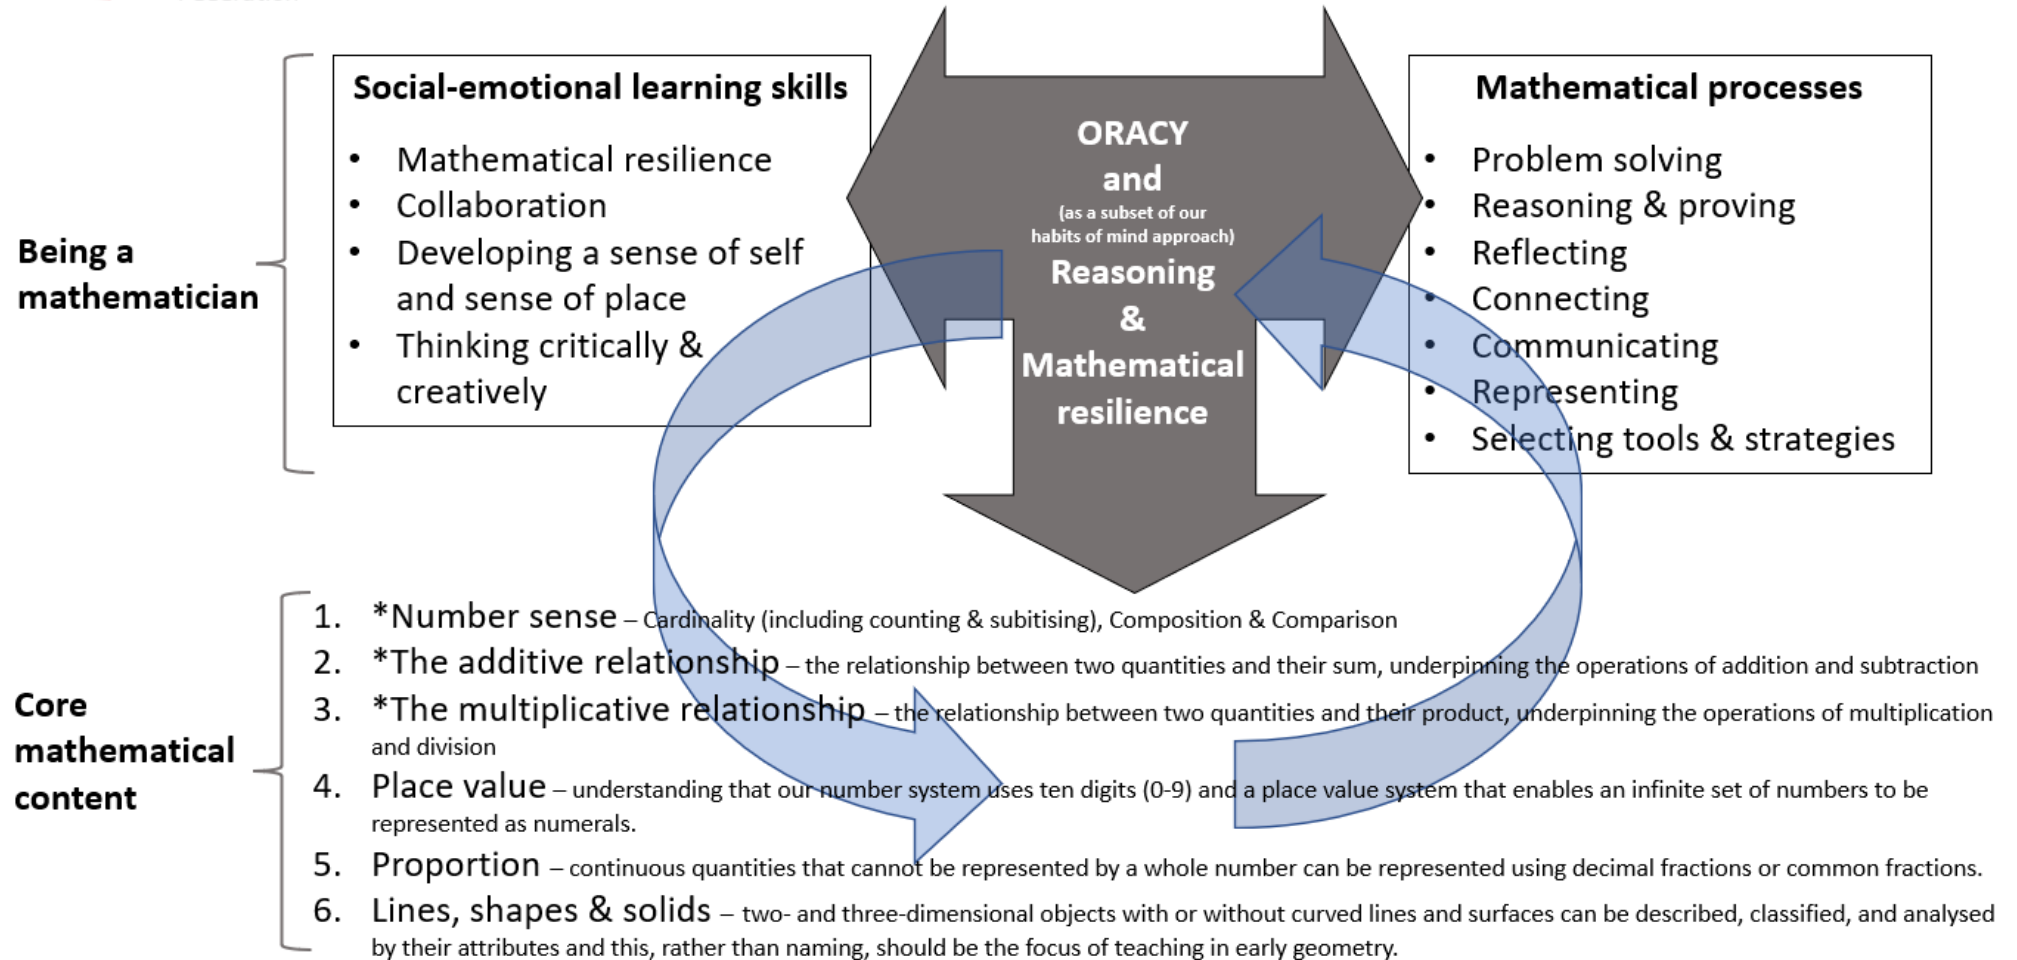 Being a
mathematician
Social-emotional learning skills
• Mathematical resilience
• Collaboration
• Developing a sense of self
and sense of place
• Thinking critically &
creatively
ORACY
and
(as a subset of our
habits of mind approach)
Reasoning
&
Mathematical
resilience
Mathematical processes
• Problem solving
• Reasoning & proving
• Reflecting
• Connecting
• Communicating
• Representing
• Selecting tools & strategies
Core
mathematical
content
1. *Number sense – Cardinality (including counting & subitising), Composition & Comparison
2. *The additive relationship – the relationship between two quantities and their sum, underpinning the operations of addition and subtraction
3. *The multiplicative relationship – the relationship between two quantities and their product, underpinning the operations of multiplication
and division
4. Place value – understanding that our number system uses ten digits (0-9) and a place value system that enables an infinite set of numbers to be
represented as numerals.
5. Proportion – continuous quantities that cannot be represented by a whole number can be represented using decimal fractions or common fractions.
6. Lines, shapes & solids – two- and three-dimensional objects with or without curved lines and surfaces can be described, classified, and analysed
by their attributes and this, rather than naming, should be the focus of teaching in early geometry.